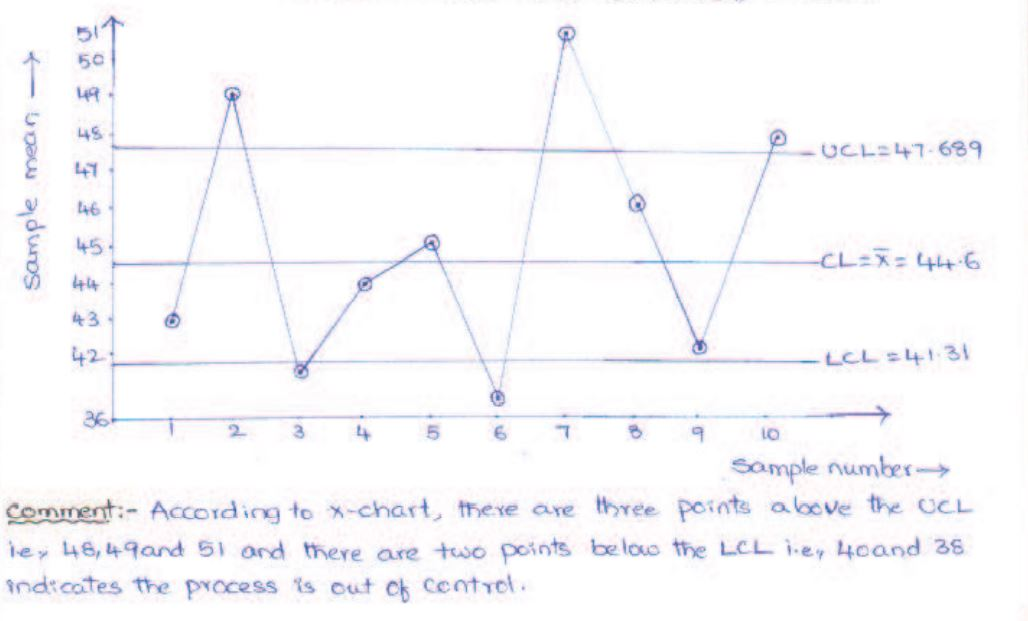 51
50
49
48
47
46
45
44
43
42
36
Sample mean →
UCL=47.689
CL=x̄=44.6
LCL=41.31
1 2 3 4 5 6 7 8 9 10
Sample number→
Comment:- According to x-chart, there are three points above the UCL
i.e., 48,49 and 51 and there are two points below the LCL i.e., 40 and 38
indicates the process is out of control.